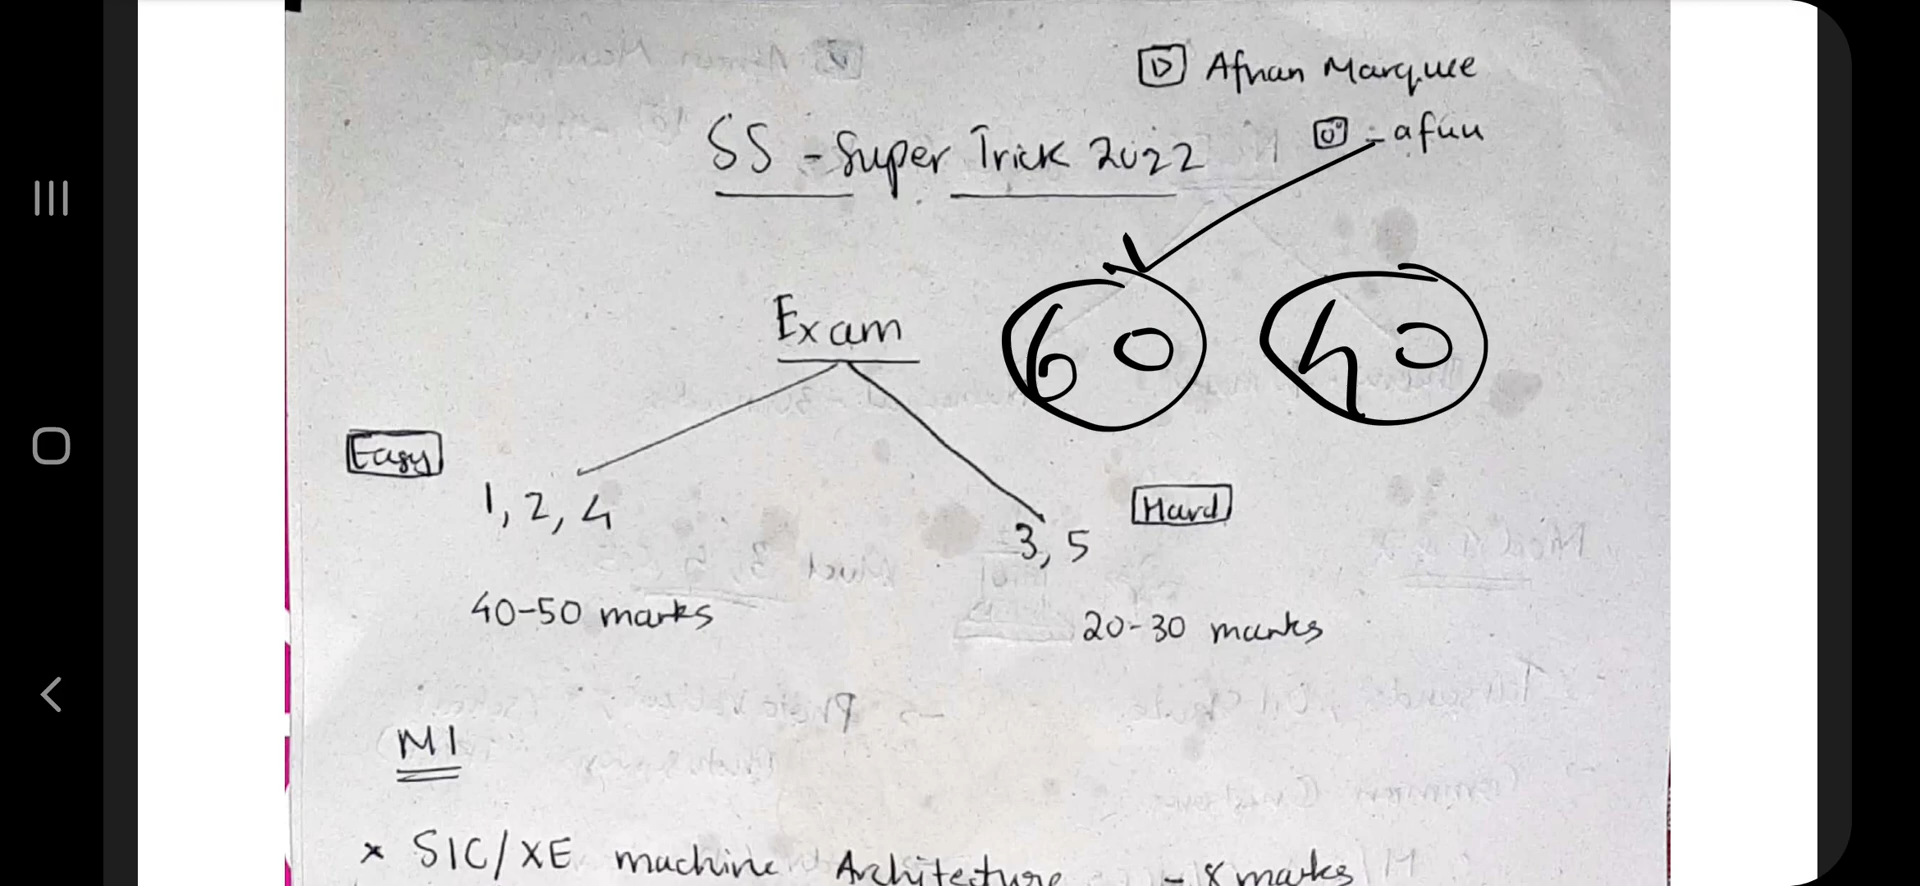 Afnan Marquee
SS - Super Trick 2022
- afuu
Exam
60
40
Easy
1, 2, 4
Hard
3, 5
40-50 marks
20-30 marks
M1
x SIC/XE machine Architecture - 8 marks